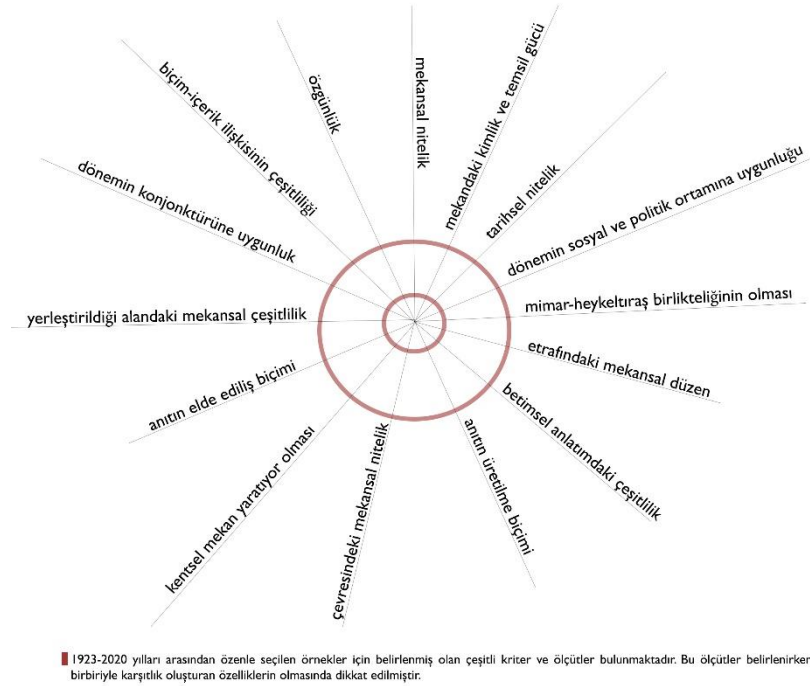 mekansal nitelik
mekandaki kimlik ve temsil gücü
tarihsel nitelik
dönemin sosyal ve politik ortamına uygunluğu
mimar-heykeltıraş birlikteliğinin olması
etrafındaki mekansal düzen
betimsel anlatımdaki çeşitlilik
anıtın üretilme biçimi
çevresindeki mekansal nitelik
kentsel mekan yaratıyor olması
anıtın elde ediliş biçimi
yerleştirildiği alandaki mekansal çeşitlilik
dönemin konjonktürüne uygunluk
biçim-içerik ilişkisinin çeşitliliği
özgünlük
1923-2020 yılları arasından özenle seçilen örnekler için belirlenmiş olan çeşitli kriter ve ölçütler bulunmaktadır. Bu ölçütler belirlenirken
birbiriyle karşıtlık oluşturan özelliklerin olmasında dikkat edilmiştir.